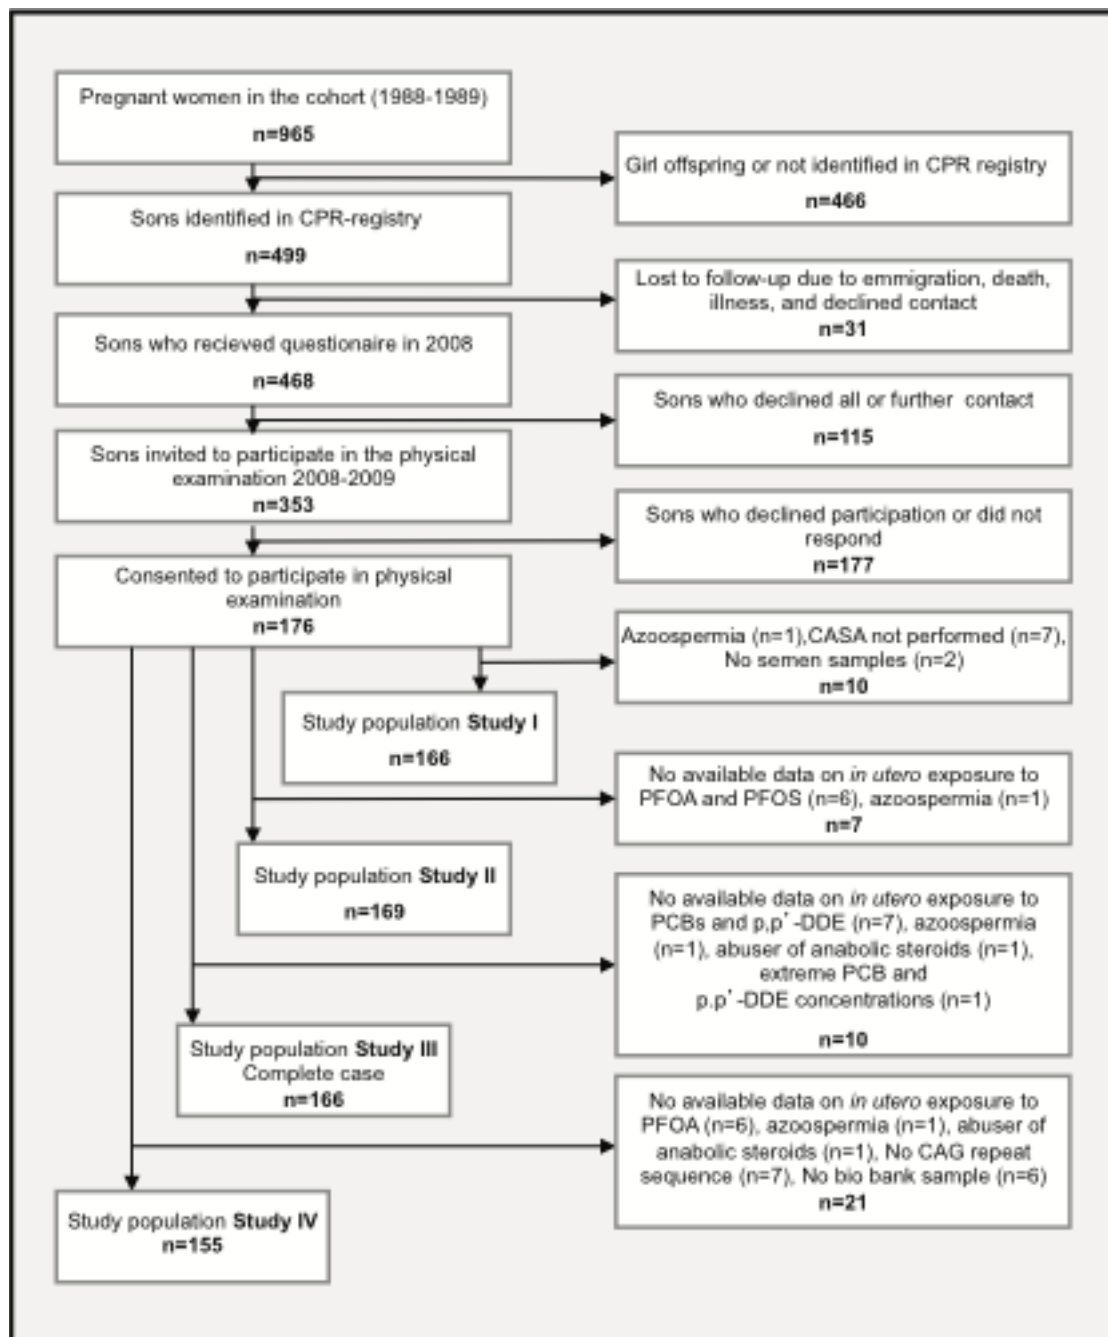 Pregnant women in the cohort (1988-1989)
n=965
Girl offspring or not identified in CPR registry
n=466
Sons identified in CPR-registry
n=499
Lost to follow-up due to emmigration, death,
illness, and declined contact
n=31
Sons who recieved questionaire in 2008
n=468
Sons who declined all or further contact
n=115
Sons invited to participate in the physical
examination 2008-2009
n=353
Sons who declined participation or did not
respond
n=177
Consented to participate in physical
examination
n=176
Azoospermia (n=1),CASA not performed (n=7),
No semen samples (n=2)
n=10
Study population Study I
n=166
No available data on in utero exposure to
PFOA and PFOS (n=6), azoospermia (n=1)
n=7
Study population Study II
n=169
No available data on in utero exposure to
PCBs and p,p'-DDE (n=7), azoospermia
(n=1), abuser of anabolic steroids (n=1),
extreme PCB and
p.p'-DDE concentrations (n=1)
n=10
Study population Study III
Complete case
n=166
No available data on in utero exposure to
PFOA (n=6), azoospermia (n=1), abuser of
anabolic steroids (n=1), No CAG repeat
sequence (n=7), No bio bank sample (n=6)
n=21
Study population Study IV
n=155